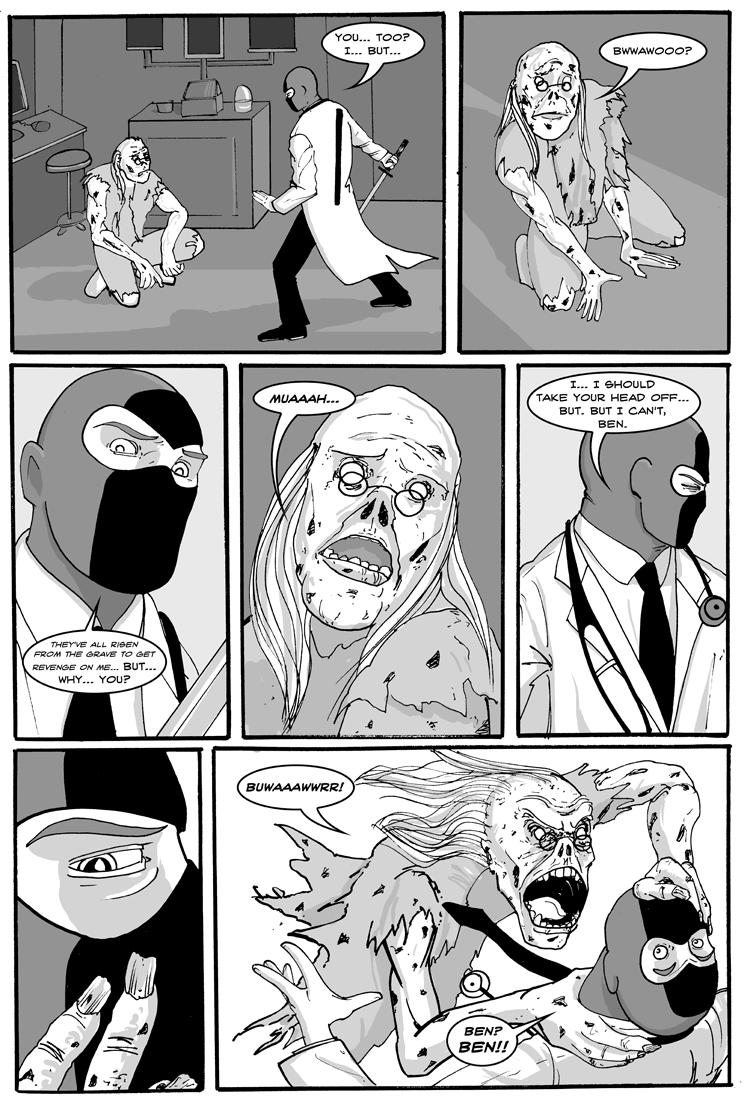 YOU... TOO?
I... BUT...
BWWAWOOO?
THEY'VE ALL RISEN
FROM THE GRAVE TO GET
REVENGE ON ME... BUT...
WHY... YOU?
MUAAAH...
I... I SHOULD
TAKE YOUR HEAD OFF...
BUT. BUT I CAN'T,
BEN.
BUWAAAWWRR!
BEN?
BEN!!